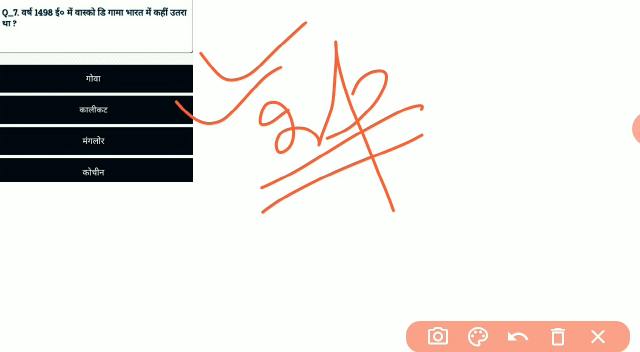 Q_7. वर्ष 1498 ई० में वास्को डि गामा भारत में कहीं उतरा
था ?
गोवा
कालीकट
मंगलोर
कोचीन